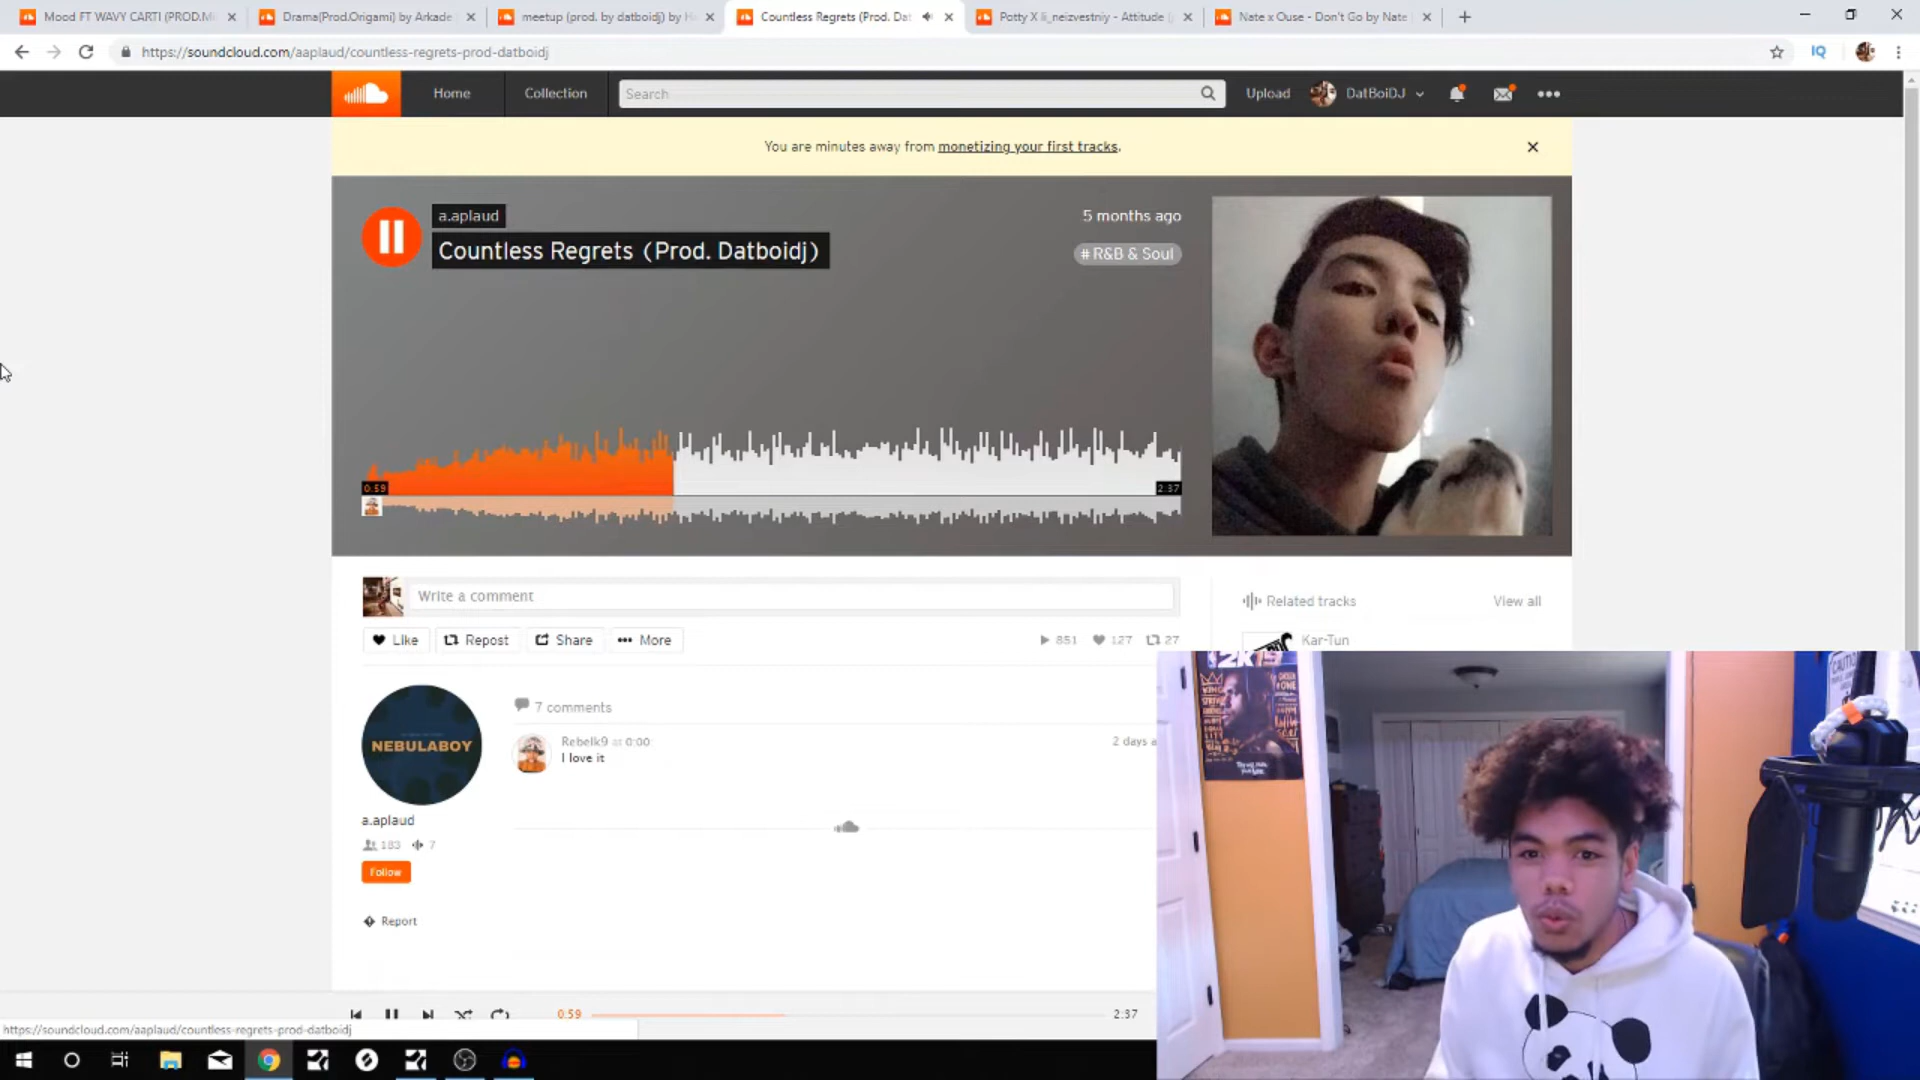 Mood FT WAVY CARTI (PROD.M
Drama(Prod.Origami) by Arkade
meetup (prod. by datboidj) by H
Countless Regrets (Prod. Dat
Potty X li_neizvestniy - Attitude
Nate x Ouse - Don't Go by Nate
https://soundcloud.com/aaplaud/countless-regrets-prod-datboidj
IQ
Home
Collection
Search
Upload
DatBoiDJ
You are minutes away from monetizing your first tracks.
a.aplaud
5 months ago
Countless Regrets (Prod. Datboidj)
# R&B & Soul
0:59
2:37
Write a comment
Related tracks
View all
Like
Repost
Share
More
851
127
27
Kar-Tun
2K19
NEBULABOY
7 comments
Rebelk9 at 0:00
2 days a
I love it
a.aplaud
183
7
Follow
Report
0:59
2:37
https://soundcloud.com/aaplaud/countless-regrets-prod-datboidj